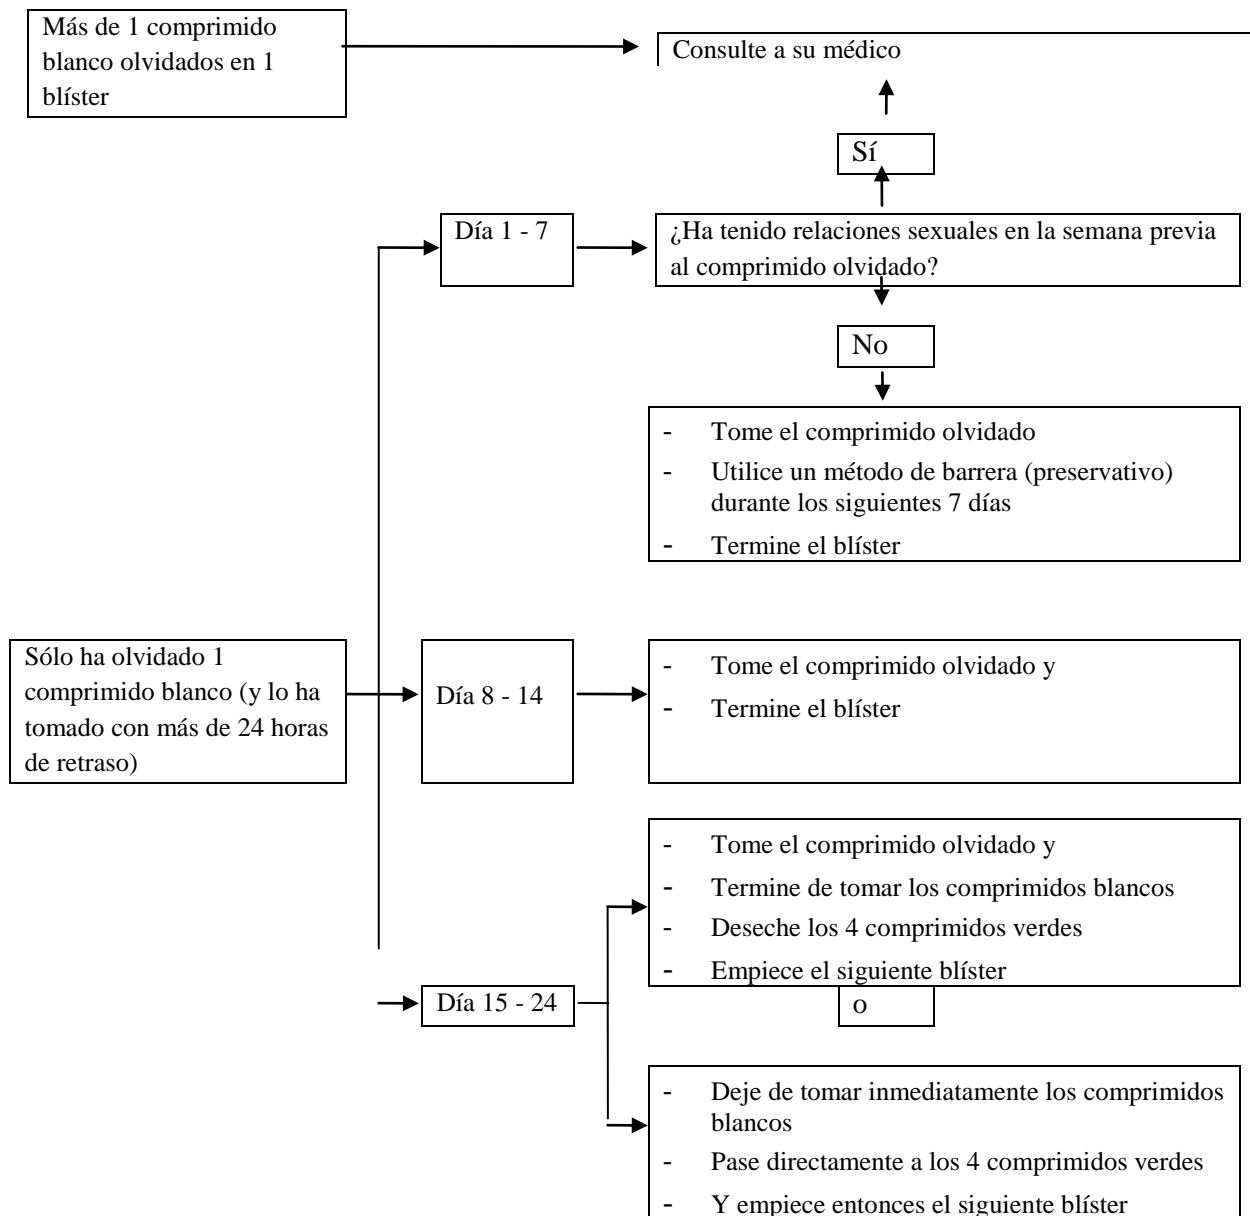 Más de 1 comprimido
blanco olvidados en 1
blíster
Consulte a su médico
Sí
Día 1 - 7
¿Ha tenido relaciones sexuales en la semana previa
al comprimido olvidado?
No
- Tome el comprimido olvidado
- Utilice un método de barrera (preservativo)
durante los siguientes 7 días
- Termine el blíster
Sólo ha olvidado 1
comprimido blanco (y lo ha
tomado con más de 24 horas
de retraso)
Día 8 - 14
- Tome el comprimido olvidado y
- Termine el blíster
- Tome el comprimido olvidado y
- Termine de tomar los comprimidos blancos
- Deseche los 4 comprimidos verdes
- Empiece el siguiente blíster
Día 15 - 24
o
- Deje de tomar inmediatamente los comprimidos
blancos
- Pase directamente a los 4 comprimidos verdes
- Y empiece entonces el siguiente blíster